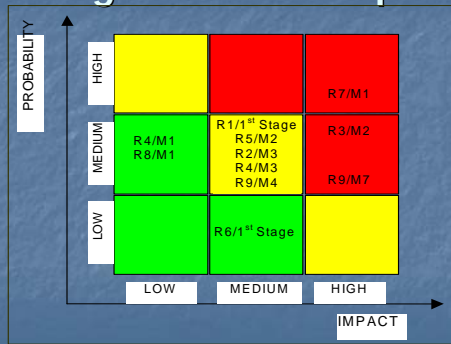 PROBABILITY
HIGH
R7/M1
MEDIUM
R4/M1
R8/M1
R1/1st Stage
R5/M2
R2/M3
R4/M3
R9/M4
R3/M2
R9/M7
LOW
R6/1st Stage
LOW
MEDIUM
HIGH
IMPACT